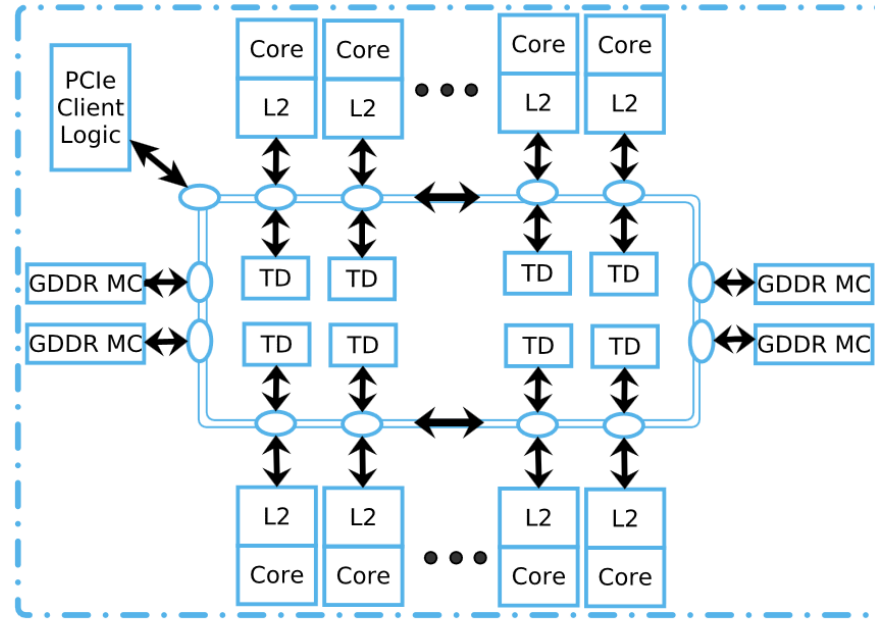 Core Core Core Core
PCIe
Client
Logic
L2 L2 L2 L2
TD TD TD TD
GDDR MC GDDR MC
GDDR MC GDDR MC
TD TD TD TD
L2 L2 L2 L2
Core Core Core Core